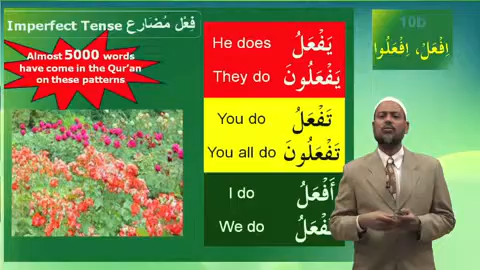 Imperfect Tense فِعْل مُضَارِع
Almost 5000 words
have come in the Qur'an
on these patterns
He does يَفْعَلُ
They do يَفْعَلُونَ
You do تَفْعَلُ
You all do تَفْعَلُونَ
I do أَفْعَلُ
We do نَفْعَلُ
10b
اِفْعَلْ، اِفْعَلُوا